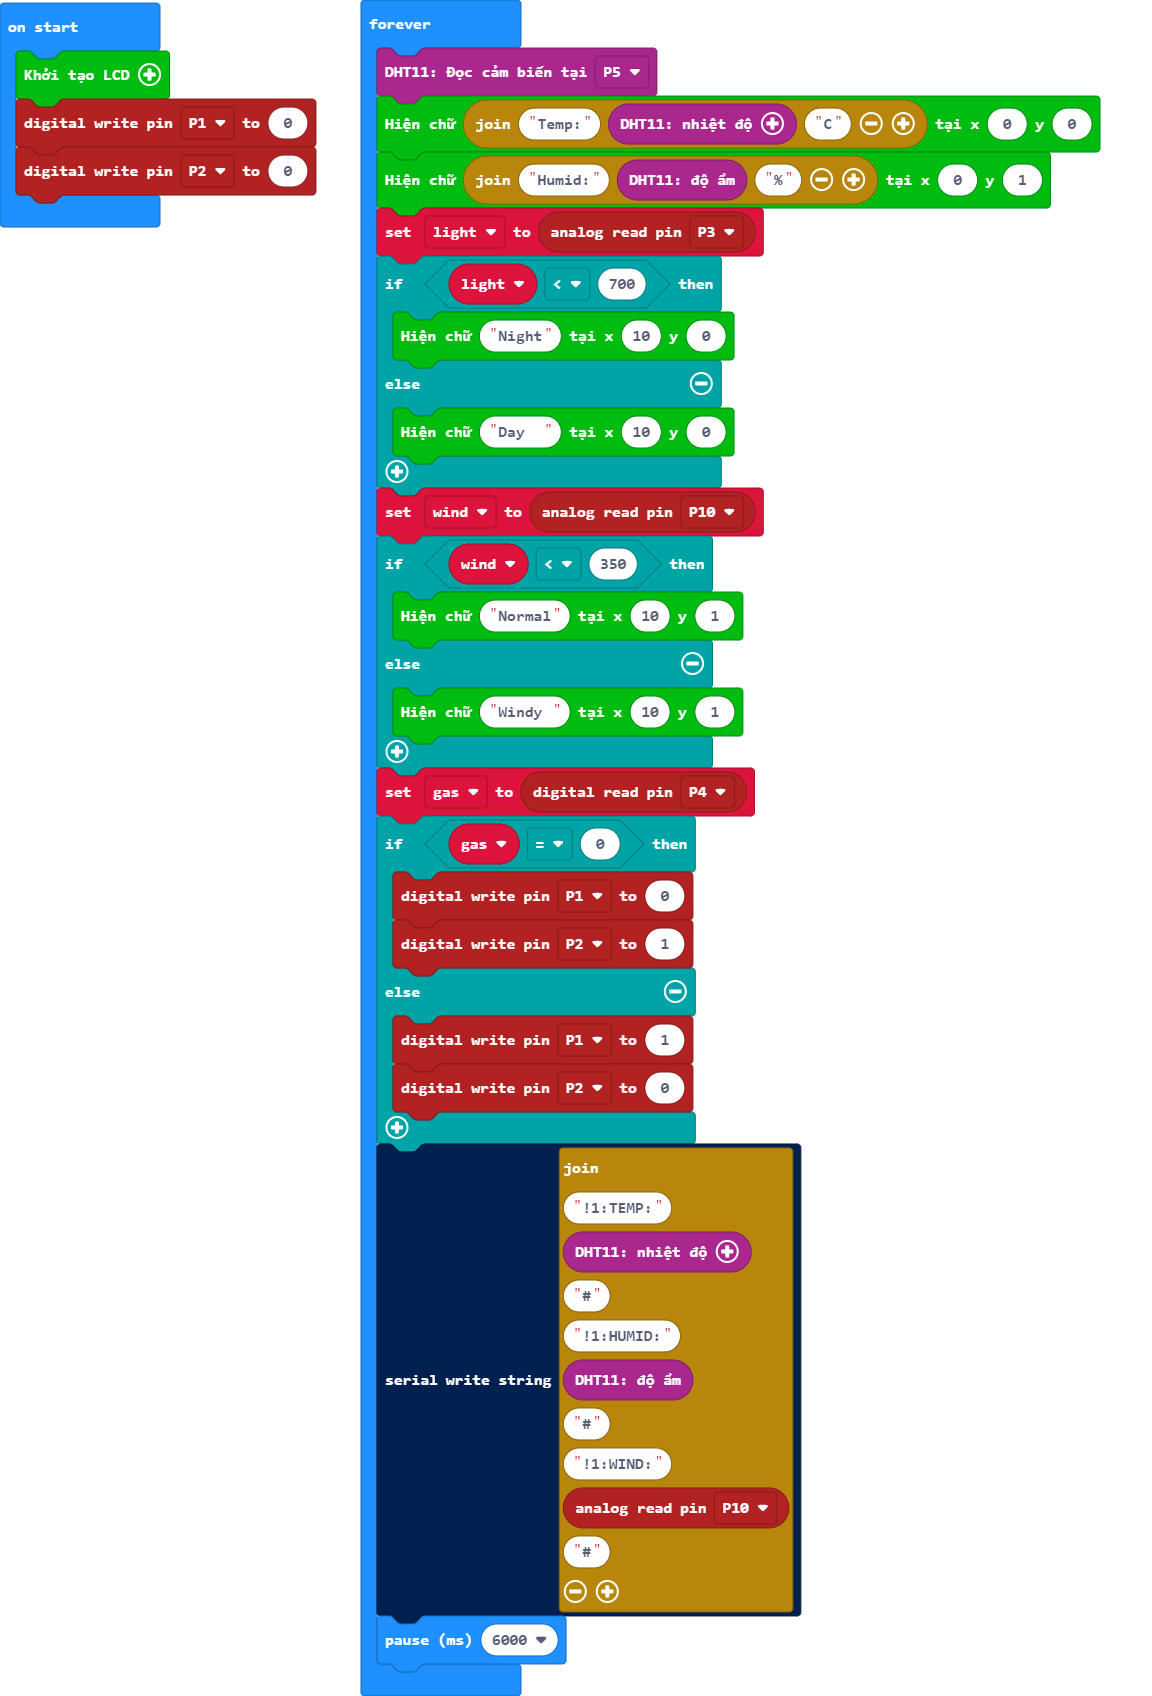 on start
Khởi tạo LCD
digital write pin P1 to 0
digital write pin P2 to 0
forever
DHT11: Đọc cảm biến tại P5
Hiện chữ join "Temp:" DHT11: nhiệt độ "C" tại x 0 y 0
Hiện chữ join "Humid:" DHT11: độ ẩm "%" tại x 0 y 1
set light to analog read pin P3
if light < 700 then
Hiện chữ "Night" tại x 10 y 0
else
Hiện chữ "Day  " tại x 10 y 0
set wind to analog read pin P10
if wind < 350 then
Hiện chữ "Normal" tại x 10 y 1
else
Hiện chữ "Windy " tại x 10 y 1
set gas to digital read pin P4
if gas = 0 then
digital write pin P1 to 0
digital write pin P2 to 1
else
digital write pin P1 to 1
digital write pin P2 to 0
serial write string
join
"!1:TEMP:"
DHT11: nhiệt độ
"#"
"!1:HUMID:"
DHT11: độ ẩm
"#"
"!1:WIND:"
analog read pin P10
"#"
pause (ms) 6000